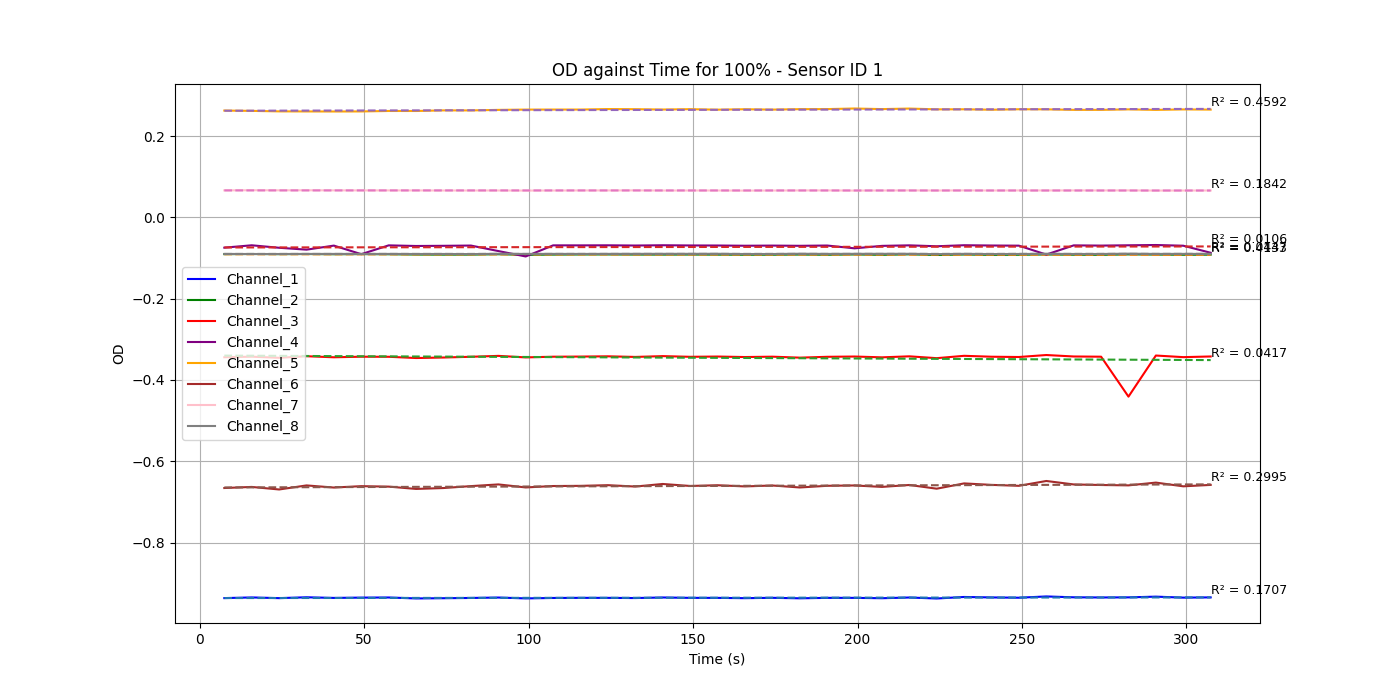 OD against Time for 100% - Sensor ID 1
R² = 0.4592
0.2
R² = 0.1842
0.0
R² = 0.0106
R² =
−0.2
Channel_1
Channel_2
Channel_3
Channel_4
Channel_5
Channel_6
Channel_7
Channel_8
OD
R² = 0.0417
−0.4
−0.6
R² = 0.2995
−0.8
R² = 0.1707
0
50
100
150
200
250
300
Time (s)